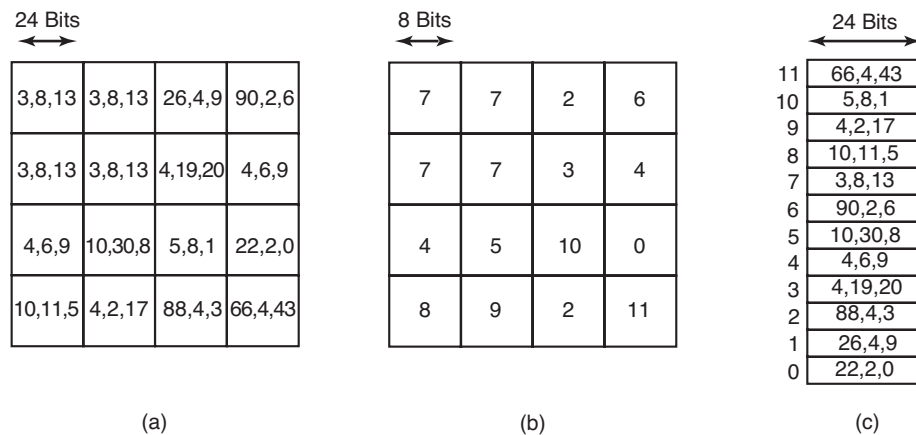 24 Bits
8 Bits
24 Bits
3,8,13 3,8,13 26,4,9 90,2,6
3,8,13 3,8,13 4,19,20 4,6,9
4,6,9 10,30,8 5,8,1 22,2,0
10,11,5 4,2,17 88,4,3 66,4,43
7 7 2 6
7 7 3 4
4 5 10 0
8 9 2 11
11 66,4,43
10 5,8,1
9 4,2,17
8 10,11,5
7 3,8,13
6 90,2,6
5 10,30,8
4 4,6,9
3 4,19,20
2 88,4,3
1 26,4,9
0 22,2,0
(a)
(b)
(c)